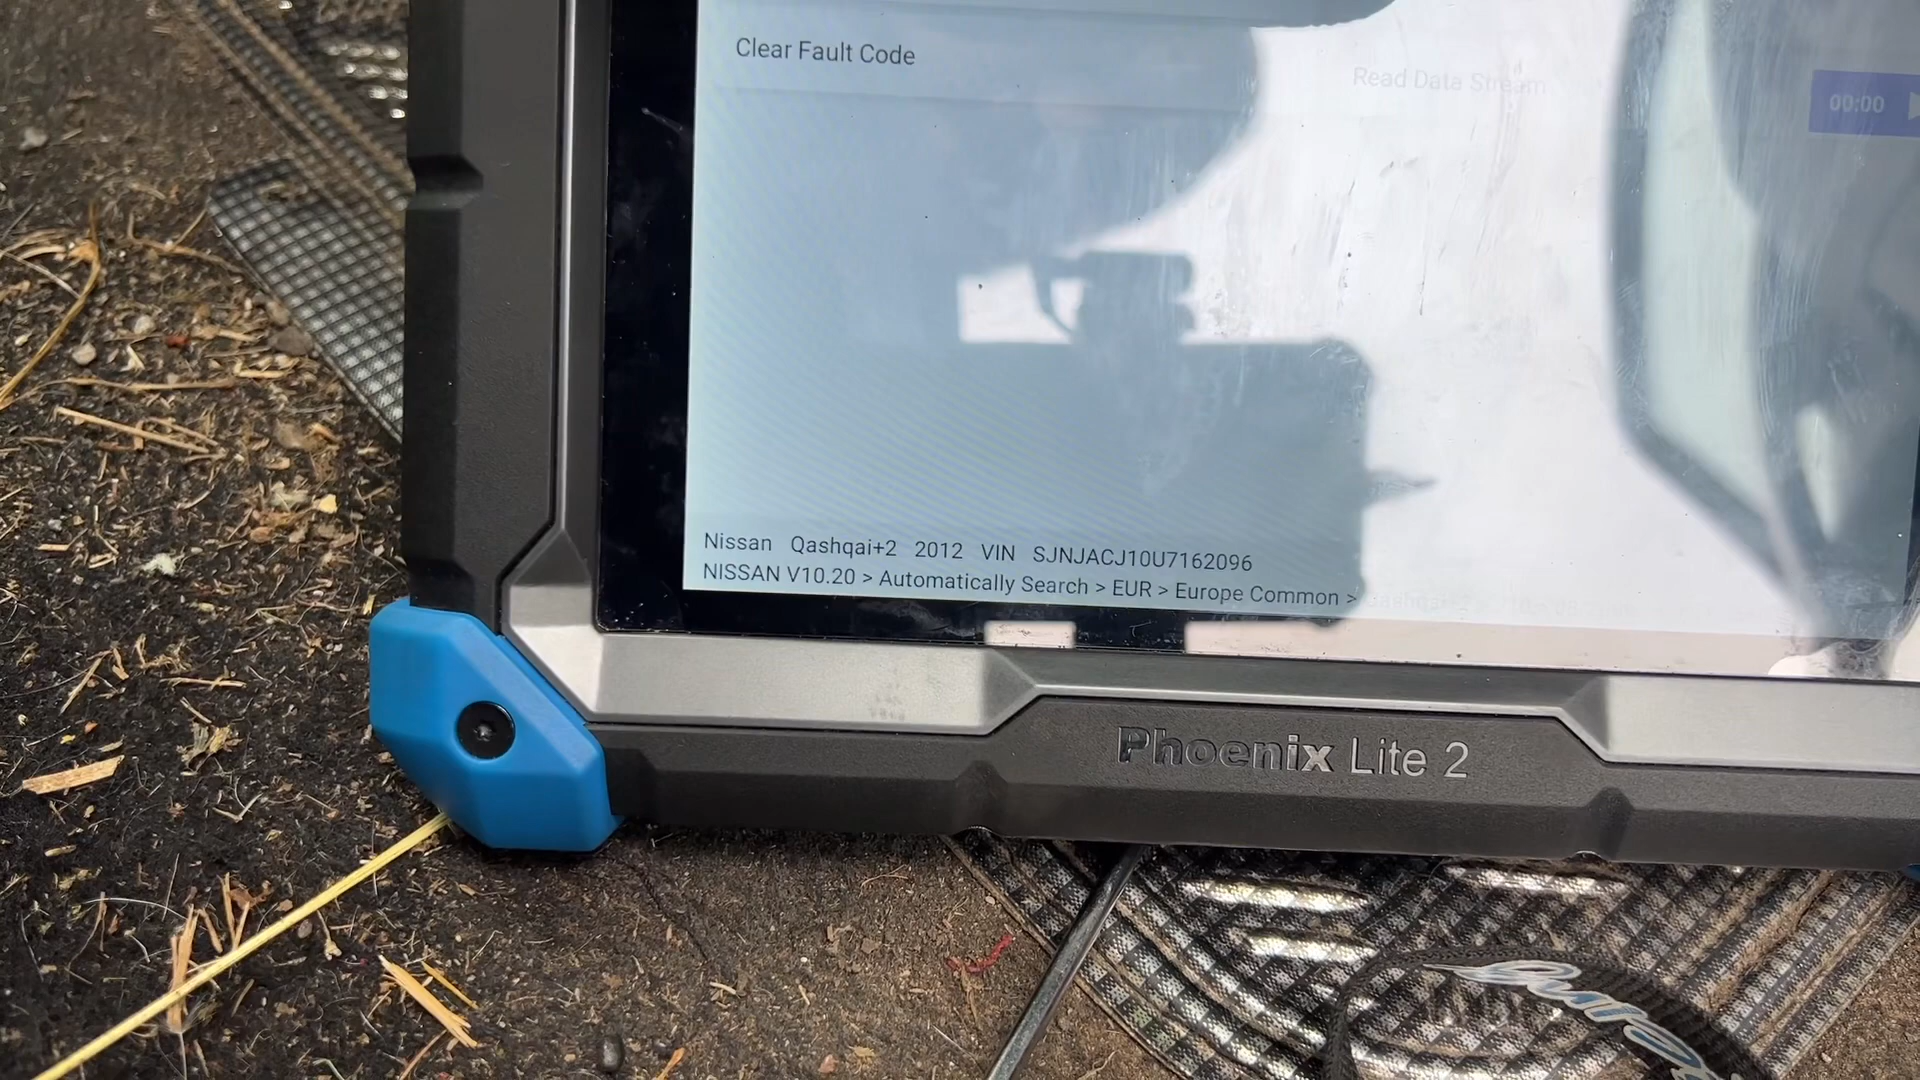 Clear Fault Code
Read Data Stream
00:00
Nissan Qashqai+2 2012 VIN SJNJACJ10U7162096
NISSAN V10.20 > Automatically Search > EUR > Europe Common >
Phoenix Lite 2